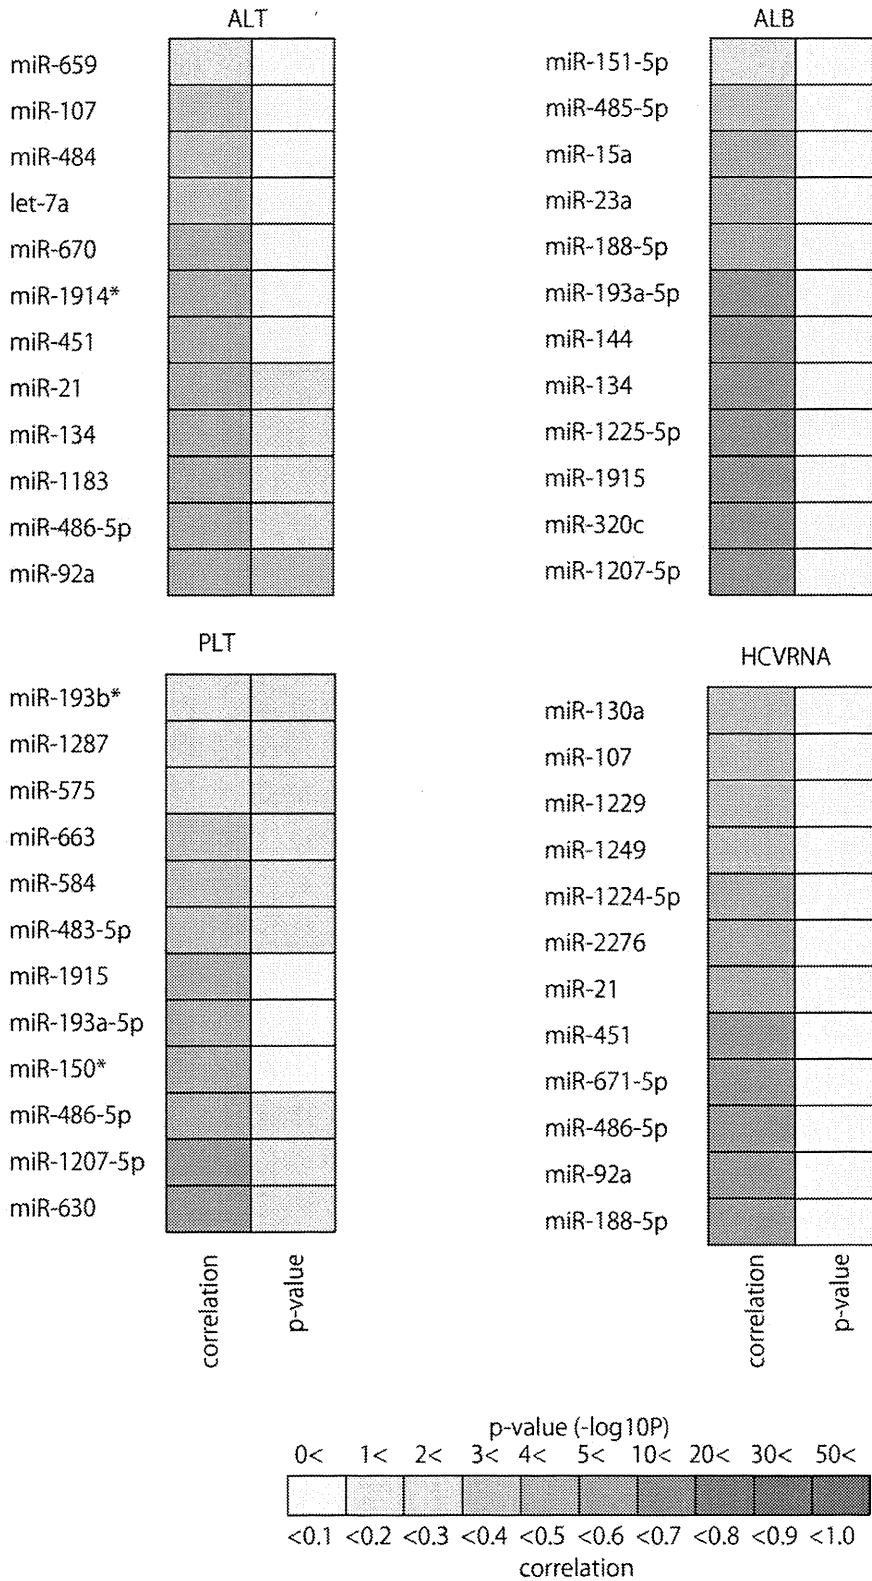 ALT
miR-659
miR-107
miR-484
let-7a
miR-670
miR-1914*
miR-451
miR-21
miR-134
miR-1183
miR-486-5p
miR-92a
ALB
miR-151-5p
miR-485-5p
miR-15a
miR-23a
miR-188-5p
miR-193a-5p
miR-144
miR-134
miR-1225-5p
miR-1915
miR-320c
miR-1207-5p
PLT
miR-193b*
miR-1287
miR-575
miR-663
miR-584
miR-483-5p
miR-1915
miR-193a-5p
miR-150*
miR-486-5p
miR-1207-5p
miR-630
correlation
p-value
HCVRNA
miR-130a
miR-107
miR-1229
miR-1249
miR-1224-5p
miR-2276
miR-21
miR-451
miR-671-5p
miR-486-5p
miR-92a
miR-188-5p
correlation
p-value
p-value (-log10P)
0< 1< 2< 3< 4< 5< 10< 20< 30< 50<
<0.1 <0.2 <0.3 <0.4 <0.5 <0.6 <0.7 <0.8 <0.9 <1.0
correlation